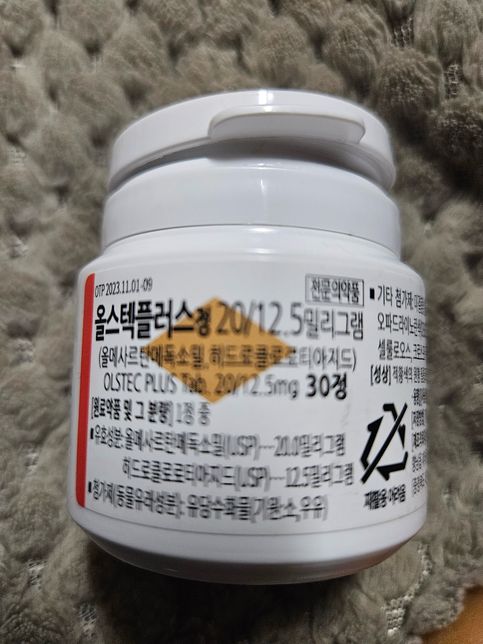 OTP 2023.11.01-09
전문의약품
올스텍플러스정 20/12.5밀리그램
(올메사르탄메독소밀, 히드로클로로티아지드)
OLSTEC PLUS Tab. 20/12.5mg 30정
[원료약품 및 그 분량] 1정 중
■유효성분:올메사르탄메독소밀(USP)---20.0밀리그램
히드로클로로티아지드(USP)---12.5밀리그램
■첨가제(동물유래성분): 유당수화물(기원:소,우유)
■ 기타 첨가제:
셀룰로오스,
[성상]
재활용 어려움